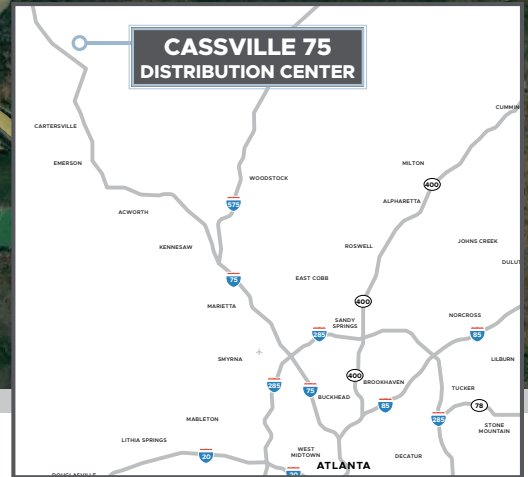 CASSVILLE 75
DISTRIBUTION CENTER
CUMMIN
CARTERSVILLE
EMERSON
MILTON
WOODSTOCK
400
ALPHARETTA
575
ACWORTH
JOHNS CREEK
KENNESAW
ROSWELL
DULUT
75
EAST COBB
400
MARIETTA
NORCROSS
SANDY
SPRINGS
285
85
SMYRNA
LILBURN
400
285
75
BROOKHAVEN
TUCKER
BUCKHEAD
85
78
285
MABLETON
STONE
MOUNTAIN
LITHIA SPRINGS
WEST
MIDTOWN
20
DECATUR
ATLANTA
20
DOUGLASVILLE